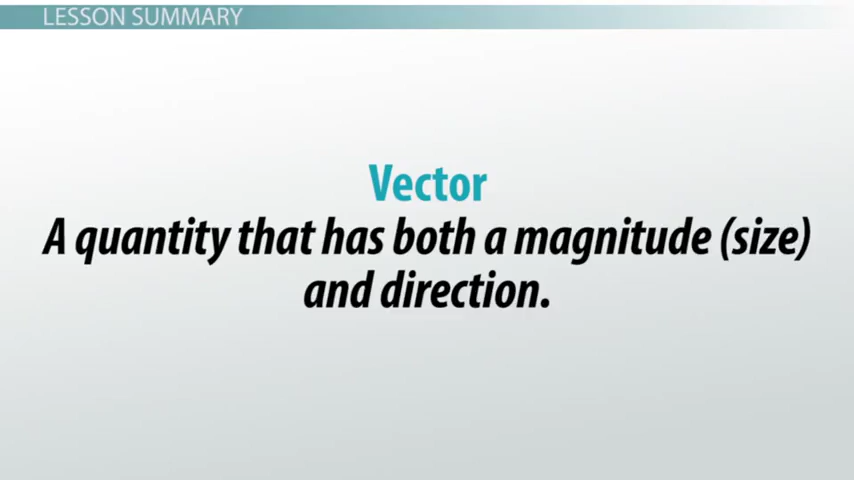 LESSON SUMMARY
Vector
A quantity that has both a magnitude (size)
and direction.